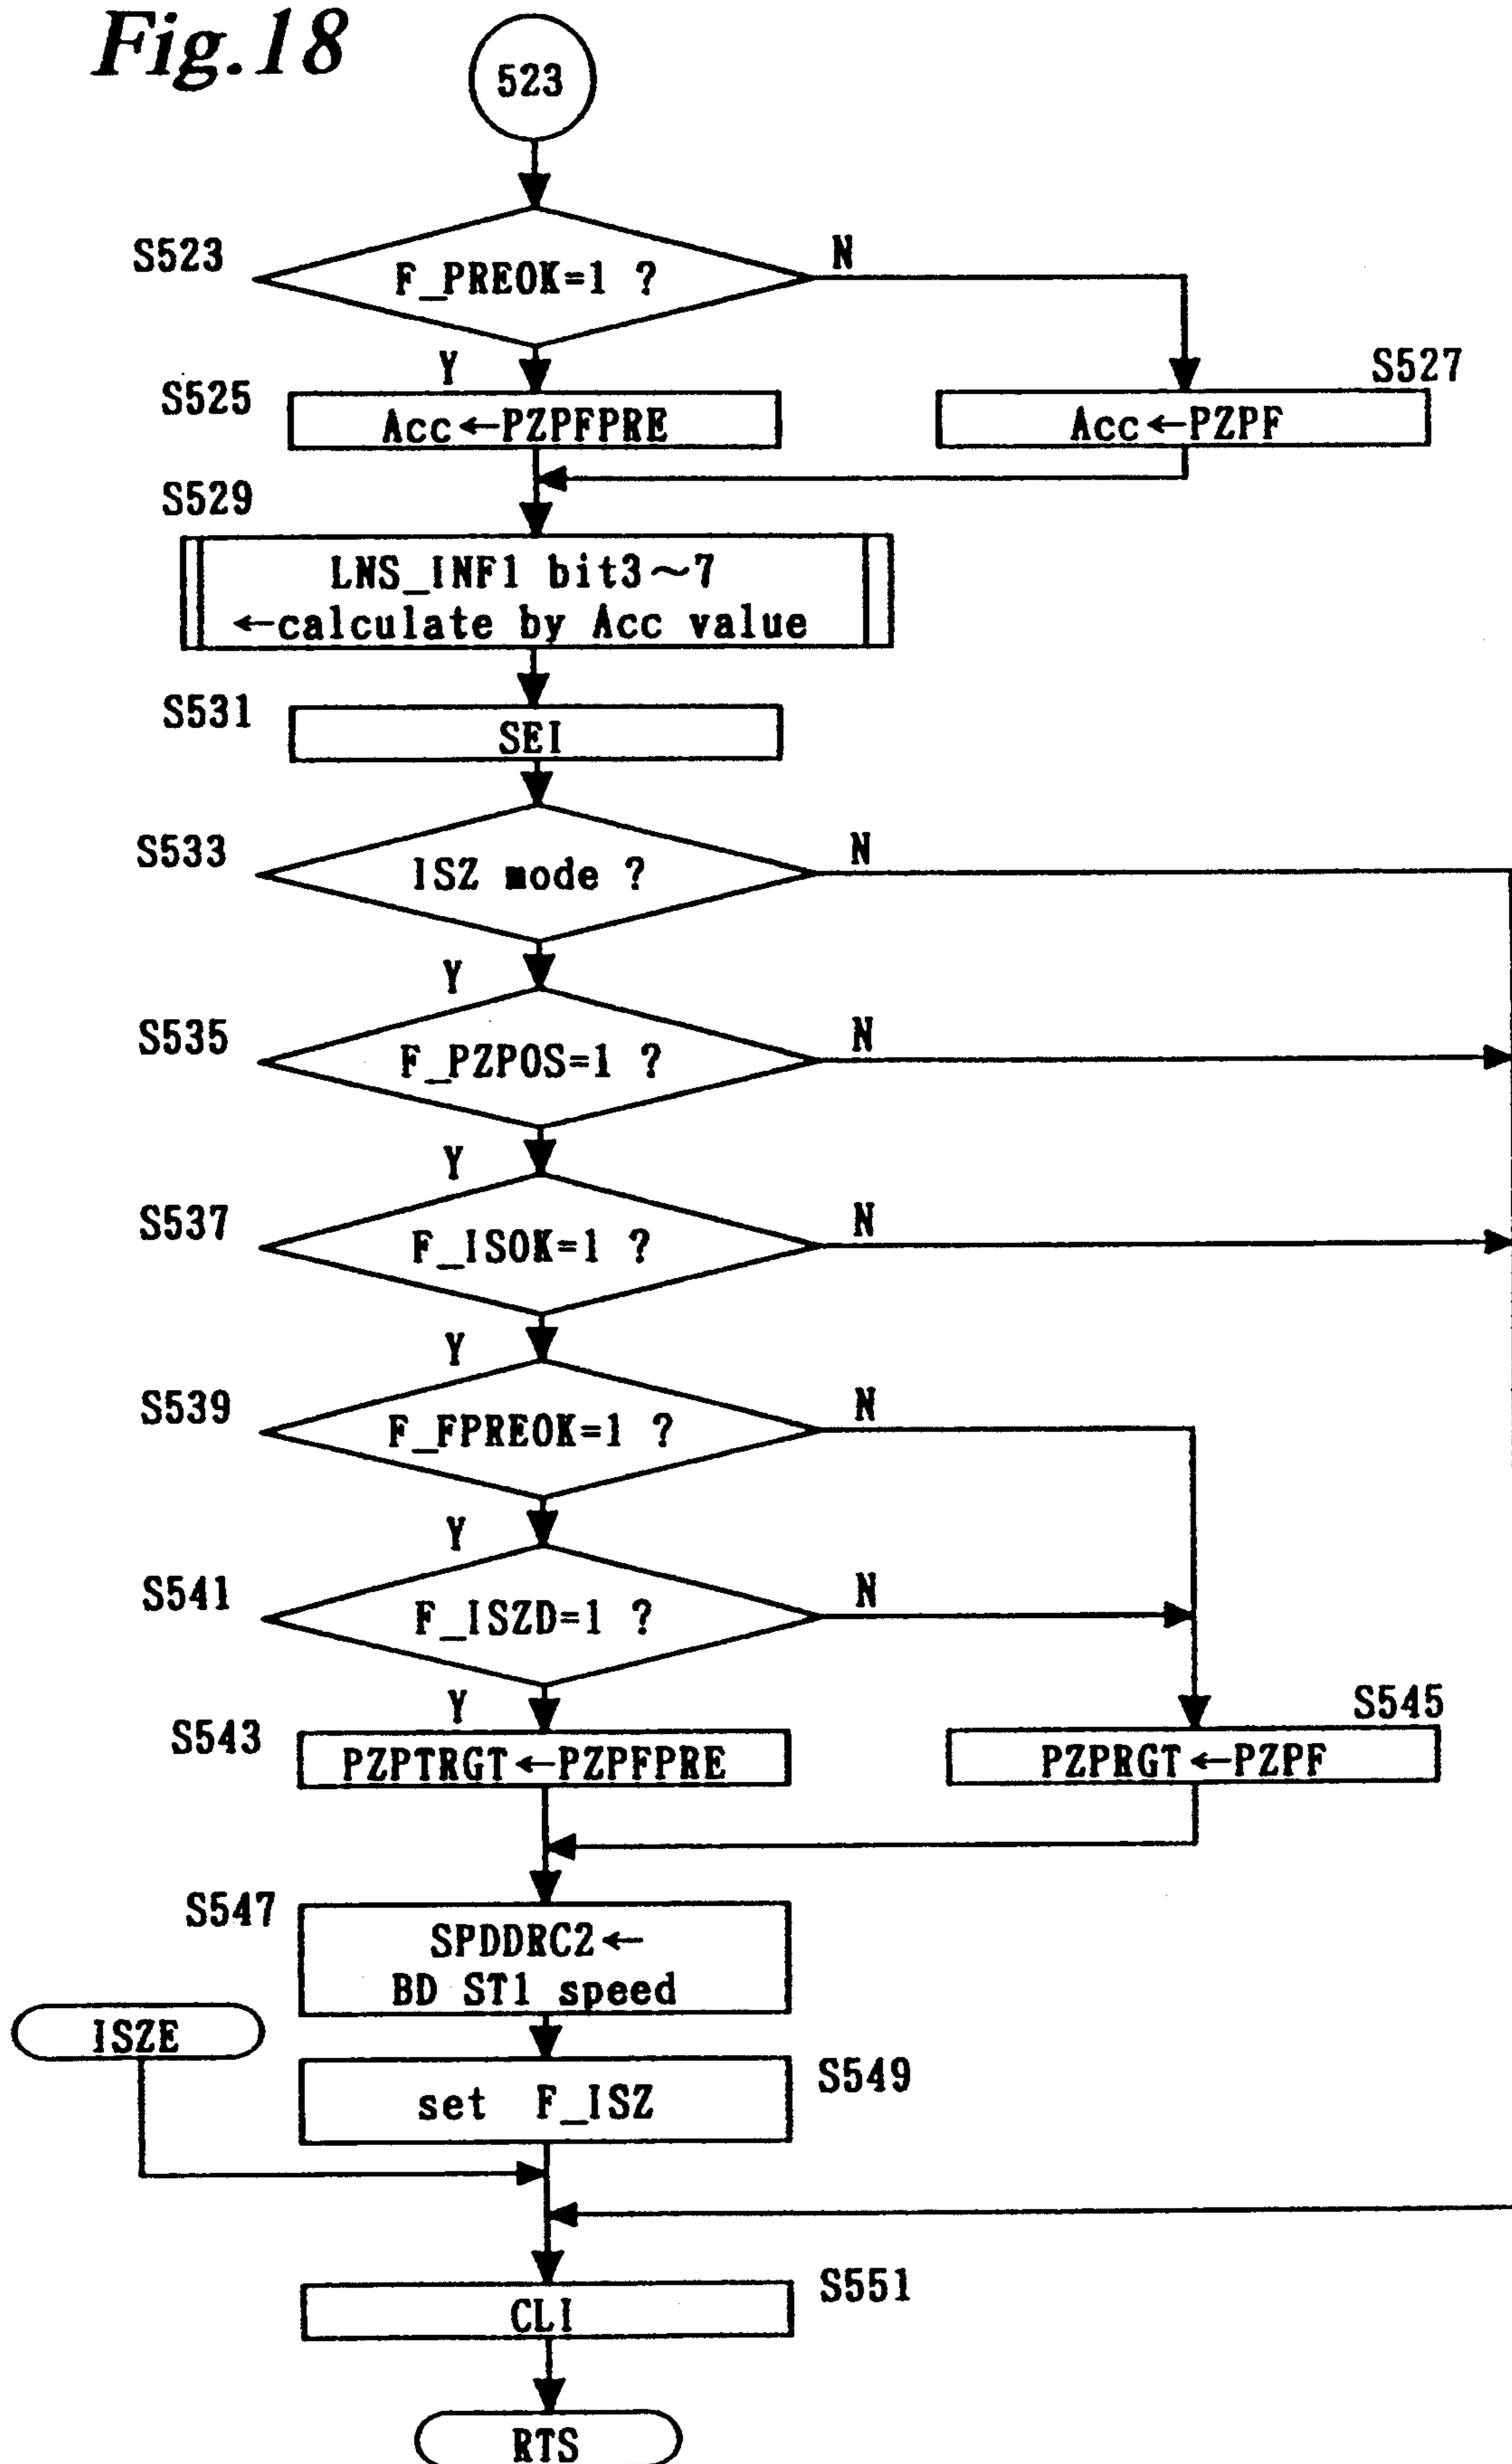 Fig.18
523
S523
F_PREOK=1 ?
N
Y
S525
Acc←PZPFPRE
S527
Acc←PZPF
S529
LNS_INF1 bit3~7
←calculate by Acc value
S531
SEI
S533
ISZ mode ?
N
Y
S535
F_PZPOS=1 ?
N
Y
S537
F_ISOK=1 ?
N
Y
S539
F_FPREOK=1 ?
N
Y
S541
F_ISZD=1 ?
N
Y
S543
PZPTRGT←PZPFPRE
S545
PZPRGT←PZPF
S547
SPDDRC2←
BD ST1 speed
ISZE
S549
set F_ISZ
S551
CLI
RTS